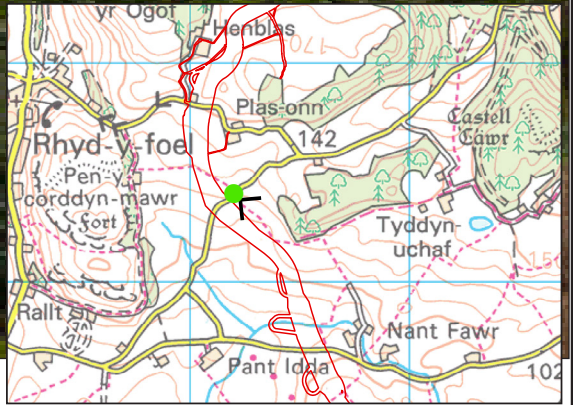 yr Ogof
Henblas
170
Plas-onn
Castell
Cawr
142
Rhyd-y-foel
Pen-y-
corddyn-mawr
Fort
Tyddyn-
uchaf
Rallt
Nant Fawr
Pant Idda
102